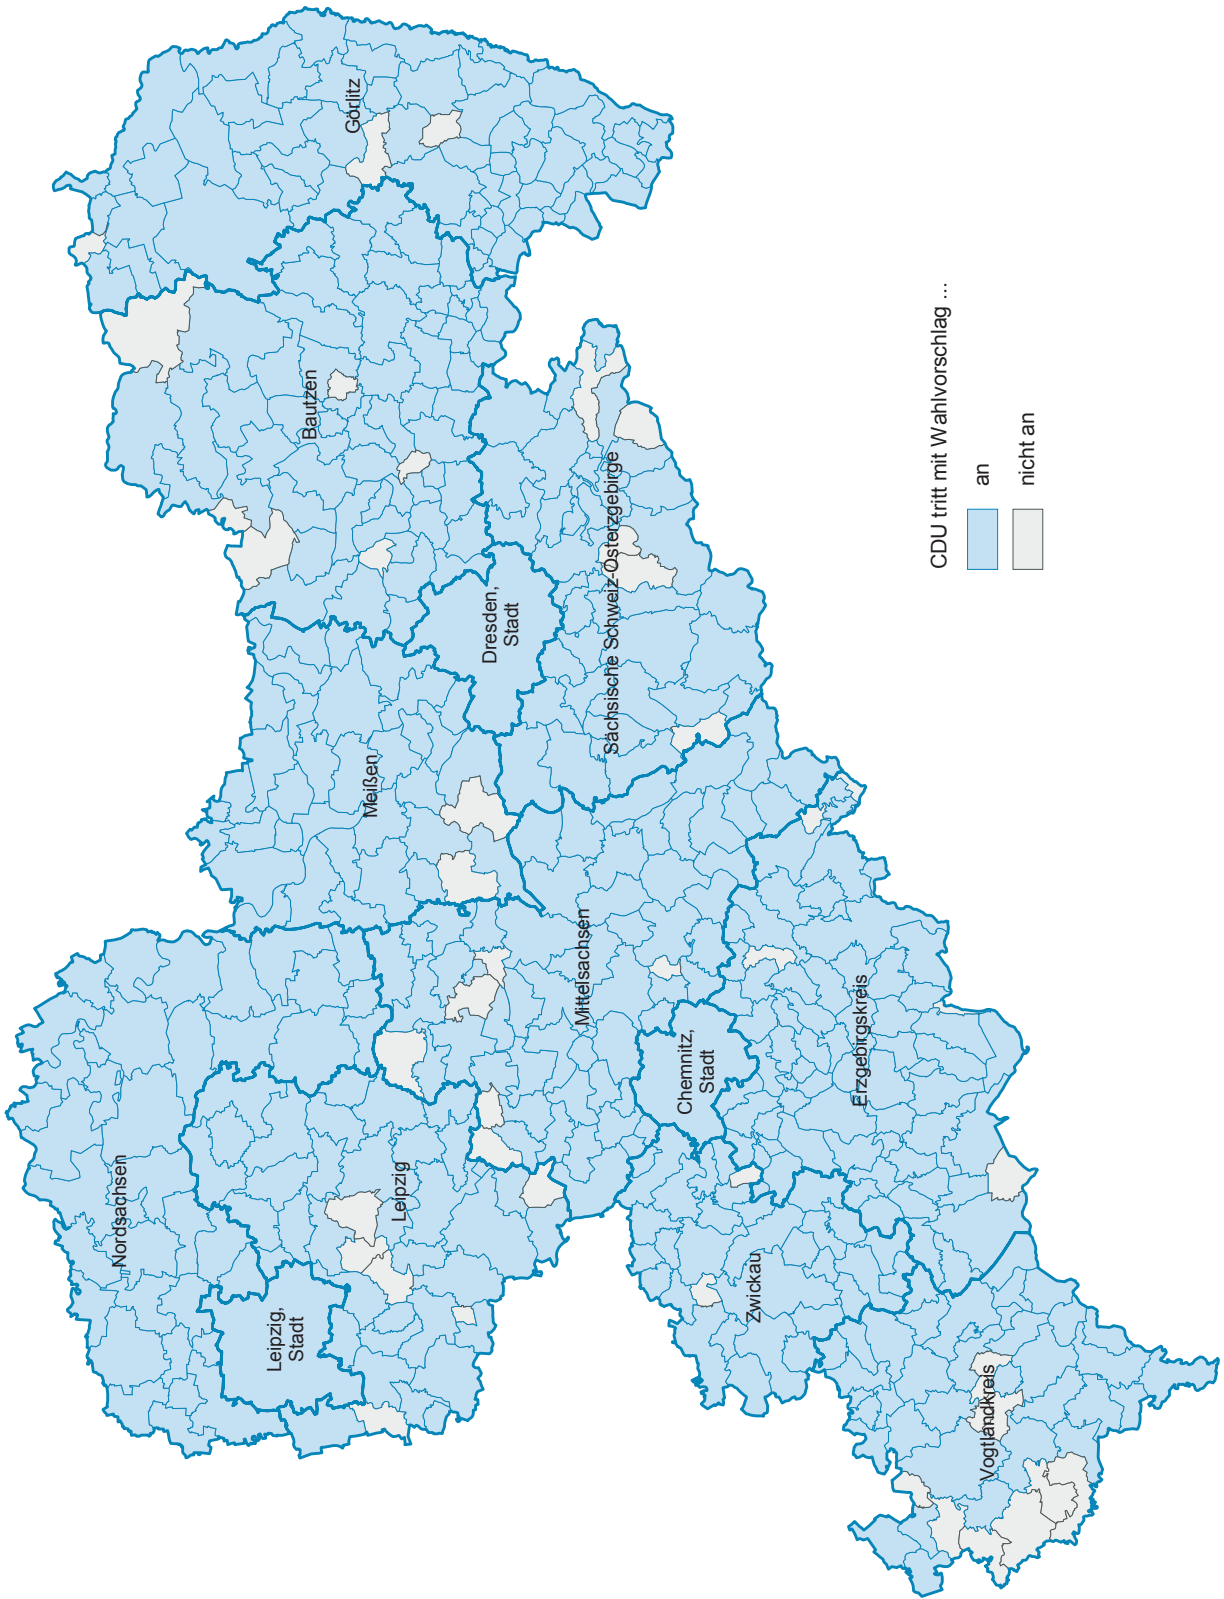 Nordsachsen
Leipzig,
Stadt
Leipzig
Meißen
Bautzen
Görlitz
Dresden,
Stadt
Sächsische Schweiz-Osterzgebirge
Mittelsachsen
Chemnitz,
Stadt
Erzgebirgskreis
Zwickau
Vogtlandkreis
CDU tritt mit Wahlvorschlag ...
an
nicht an